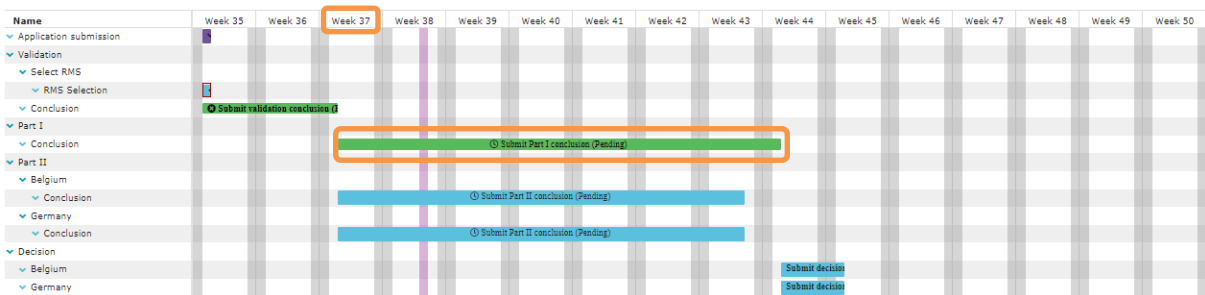 Name Week 35 Week 36 Week 37 Week 38 Week 39 Week 40 Week 41 Week 42 Week 43 Week 44 Week 45 Week 46 Week 47 Week 48 Week 49 Week 50
Application submission
Validation
Select RMS
RMS Selection
Conclusion Submit validation conclusion (
Part I
Conclusion Submit Part I conclusion (Pending)
Part II
Belgium
Conclusion Submit Part II conclusion (Pending)
Germany
Conclusion Submit Part II conclusion (Pending)
Decision
Belgium Submit decision
Germany Submit decision